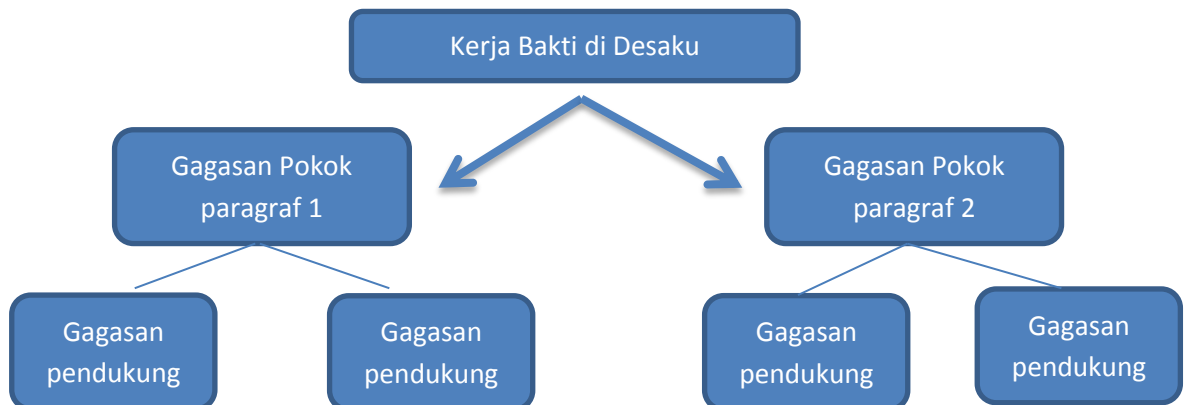 Kerja Bakti di Desaku
Gagasan Pokok
paragraf 1
Gagasan Pokok
paragraf 2
Gagasan
pendukung
Gagasan
pendukung
Gagasan
pendukung
Gagasan
pendukung